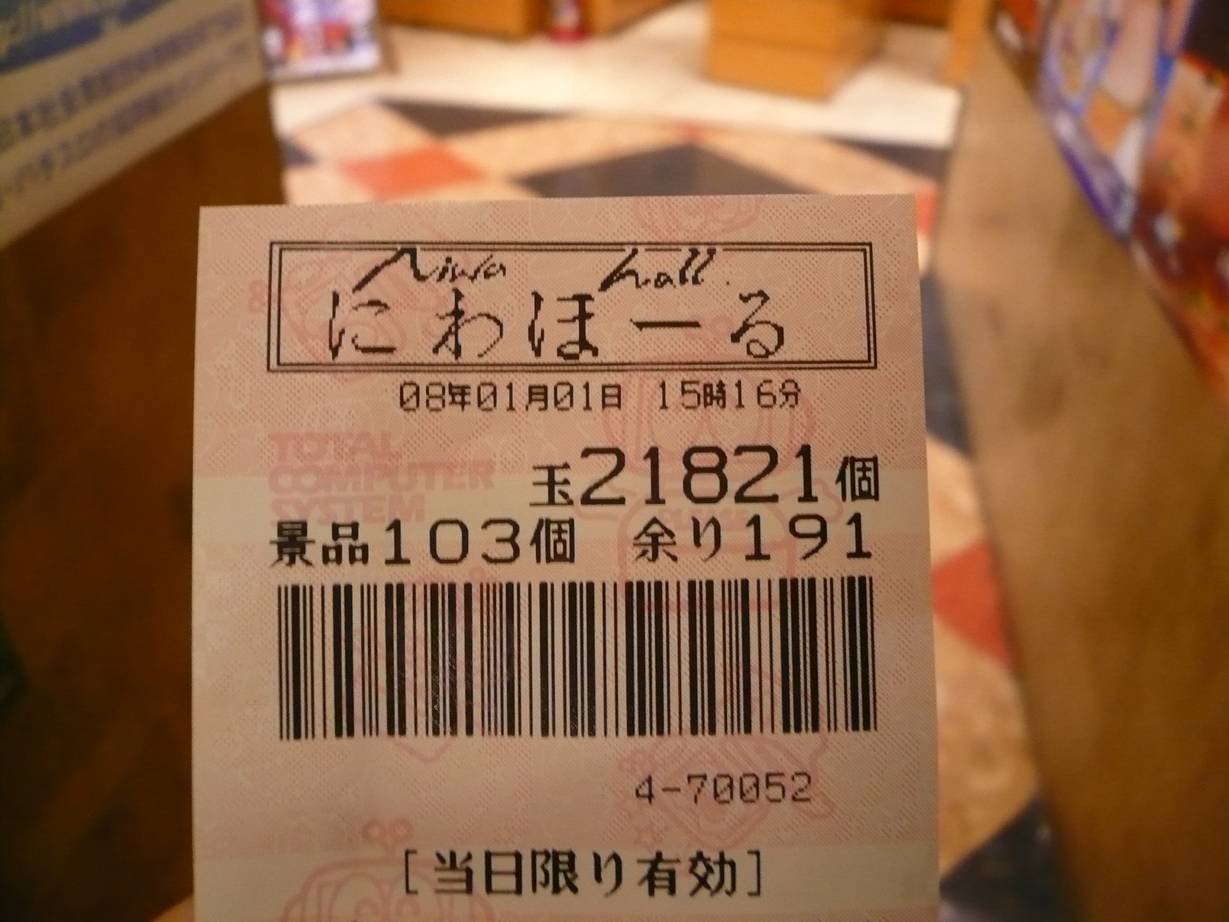 Niwa hall
にわほーる
08年01月01日 15時16分
TOTAL
COMPUTER
SYSTEM
玉21821個
景品103個 余り191
4-70052
[当日限り有効]